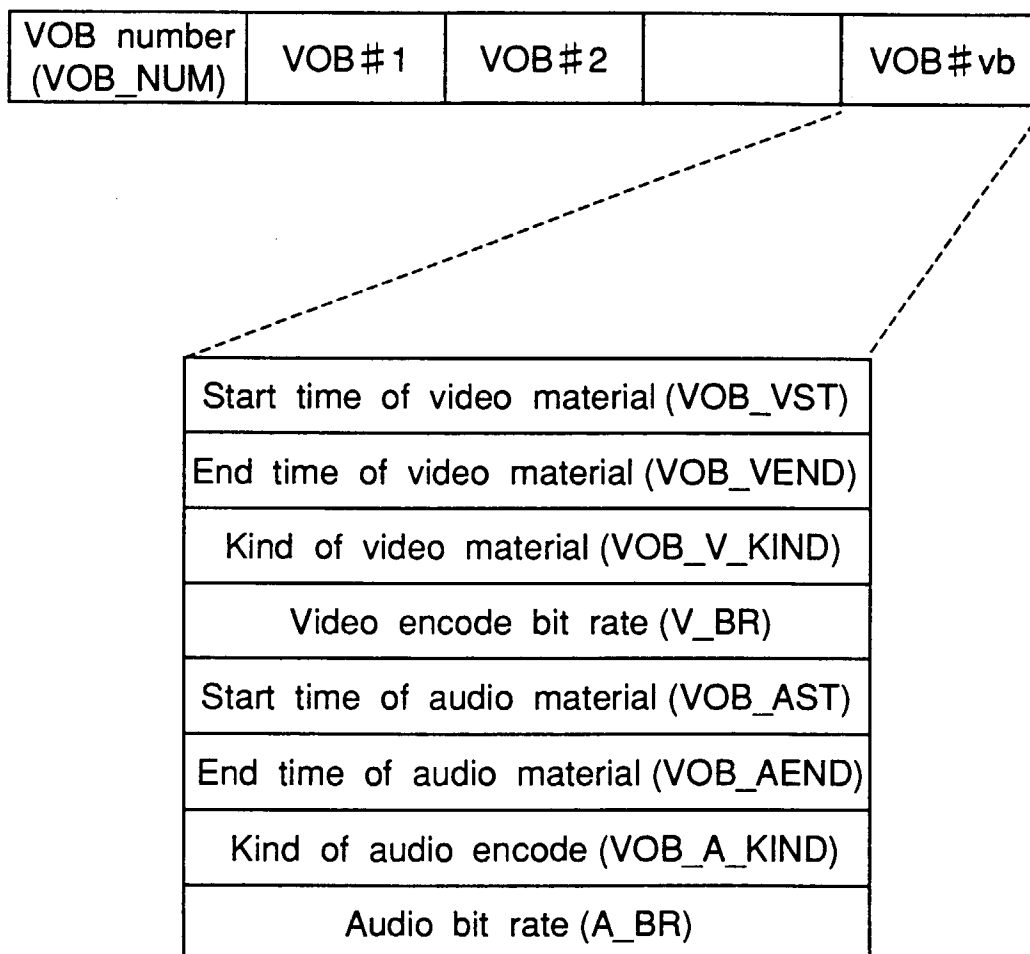 VOB number
(VOB_NUM)
VOB#1
VOB#2
VOB#vb
Start time of video material (VOB_VST)
End time of video material (VOB_VEND)
Kind of video material (VOB_V_KIND)
Video encode bit rate (V_BR)
Start time of audio material (VOB_AST)
End time of audio material (VOB_AEND)
Kind of audio encode (VOB_A_KIND)
Audio bit rate (A_BR)